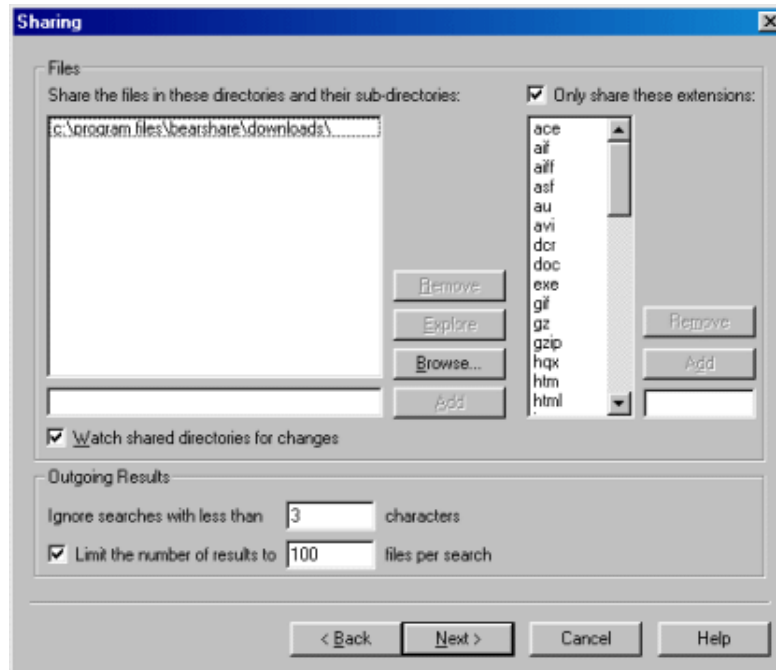 Sharing
Files
Share the files in these directories and their sub-directories:
Only share these extensions:
c:\program files\bearshare\downloads\
ace
aif
aiff
asf
au
avi
dcr
doc
exe
gif
gz
gzip
hqx
htm
html
Remove
Explore
Browse...
Add
Remove
Add
Watch shared directories for changes
Outgoing Results
Ignore searches with less than 3 characters
Limit the number of results to 100 files per search
< Back Next > Cancel Help